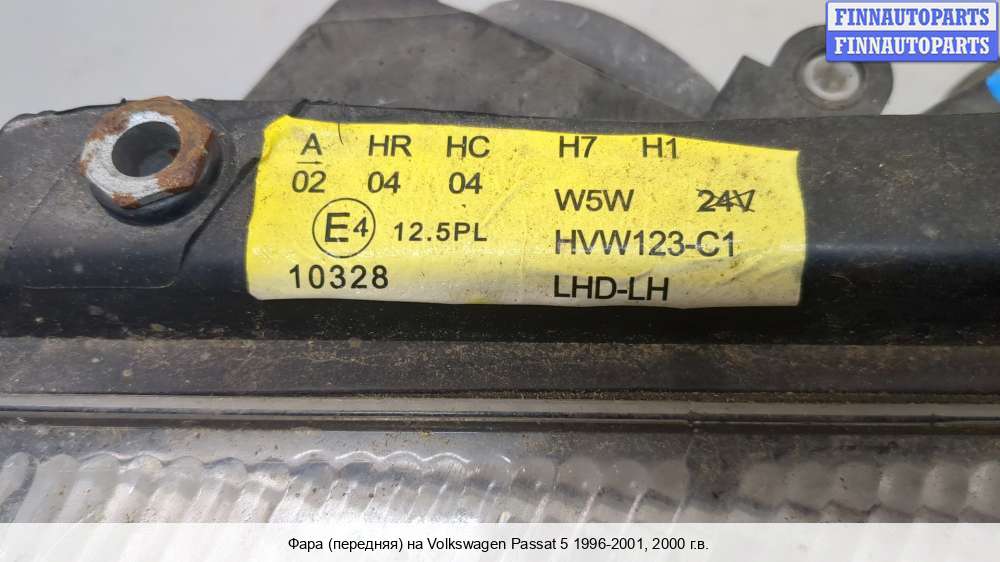 FINNAUTOPARTS
FINNAUTOPARTS
A HR HC H7 H1
02 04 04
W5W 24V
E4 12.5PL HVW123-C1
10328 LHD-LH
Фара (передняя) на Volkswagen Passat 5 1996-2001, 2000 г.в.